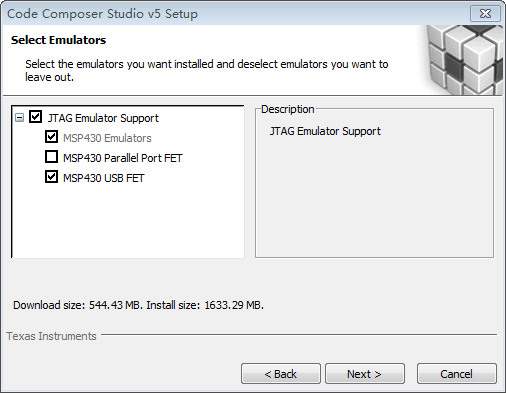 Code Composer Studio v5 Setup
Select Emulators
Select the emulators you want installed and deselect emulators you want to
leave out.
JTAG Emulator Support
MSP430 Emulators
MSP430 Parallel Port FET
MSP430 USB FET
Description
JTAG Emulator Support
Download size: 544.43 MB. Install size: 1633.29 MB.
Texas Instruments
< Back
Next >
Cancel